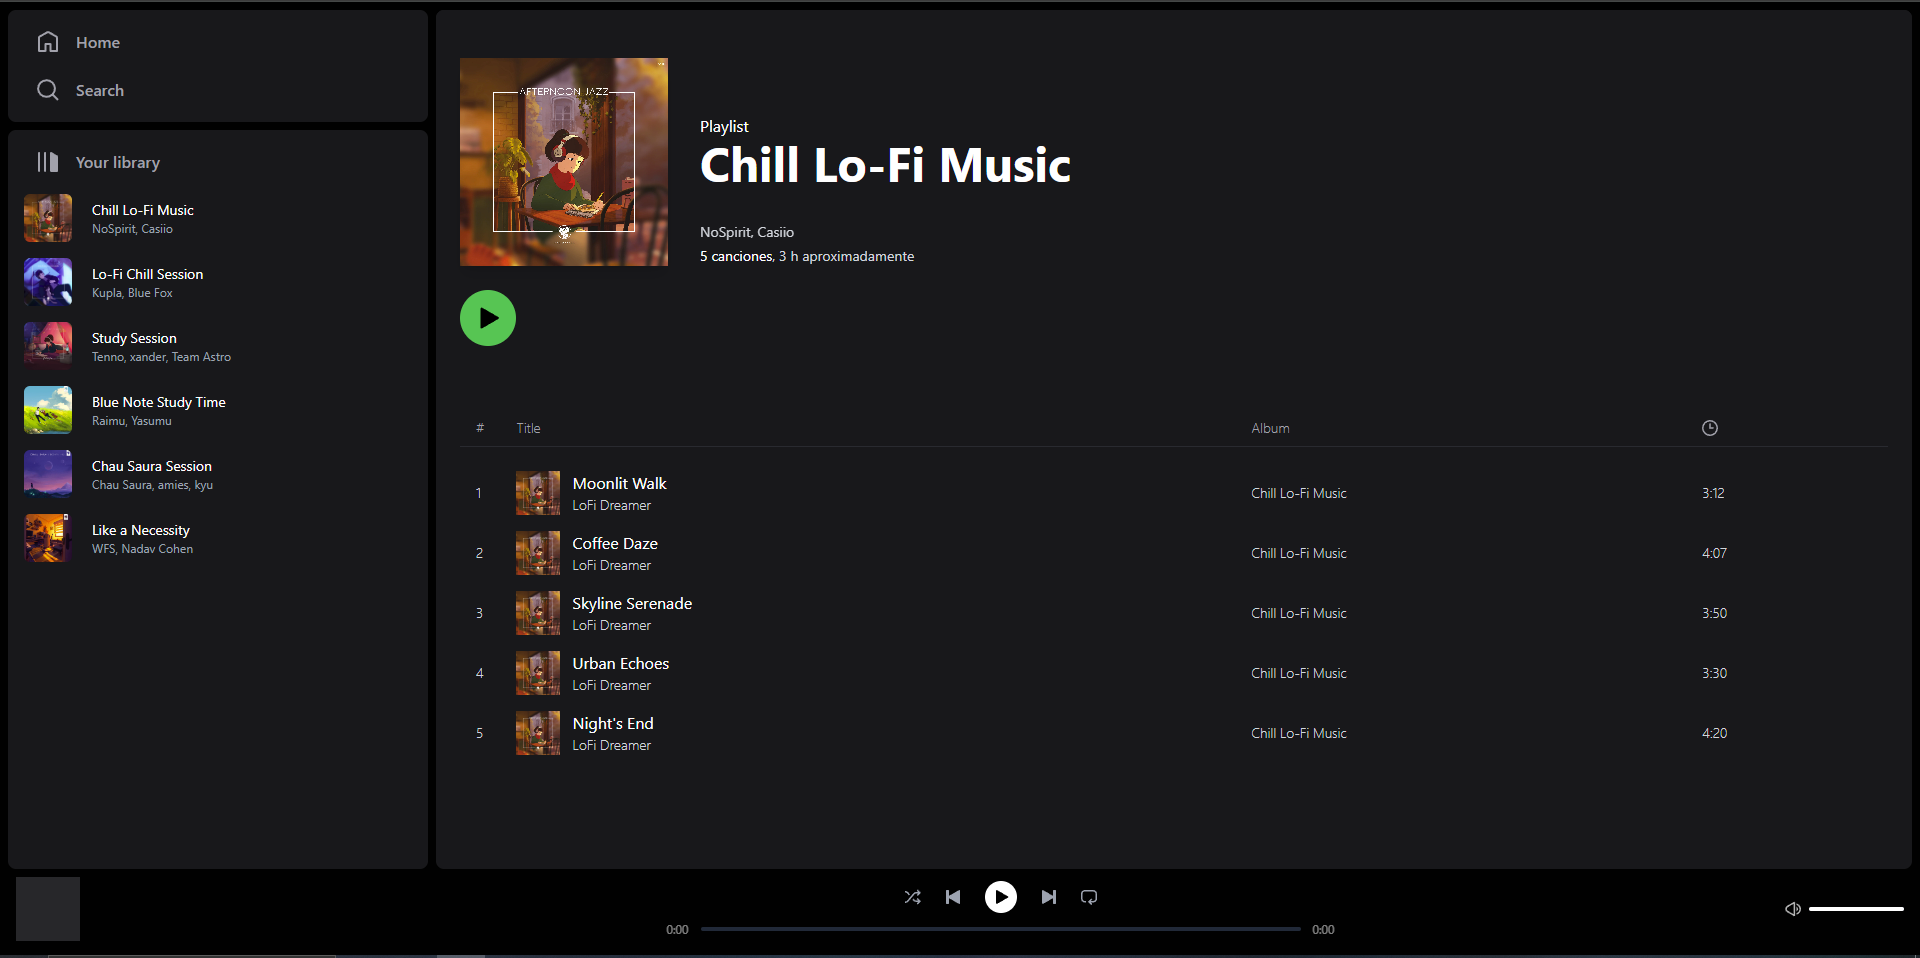 Home
Search
Your library
Chill Lo-Fi Music
NoSpirit, Casiio
Lo-Fi Chill Session
Kupla, Blue Fox
Study Session
Tenno, xander, Team Astro
Blue Note Study Time
Raimu, Yasumu
Chau Saura Session
Chau Saura, amies, kyu
Like a Necessity
WFS, Nadav Cohen
AFTERNOON JAZZ
Playlist
Chill Lo-Fi Music
NoSpirit, Casiio
5 canciones, 3 h aproximadamente
# Title Album
1 Moonlit Walk Chill Lo-Fi Music 3:12
LoFi Dreamer
2 Coffee Daze Chill Lo-Fi Music 4:07
LoFi Dreamer
3 Skyline Serenade Chill Lo-Fi Music 3:50
LoFi Dreamer
4 Urban Echoes Chill Lo-Fi Music 3:30
LoFi Dreamer
5 Night's End Chill Lo-Fi Music 4:20
LoFi Dreamer
0:00 0:00